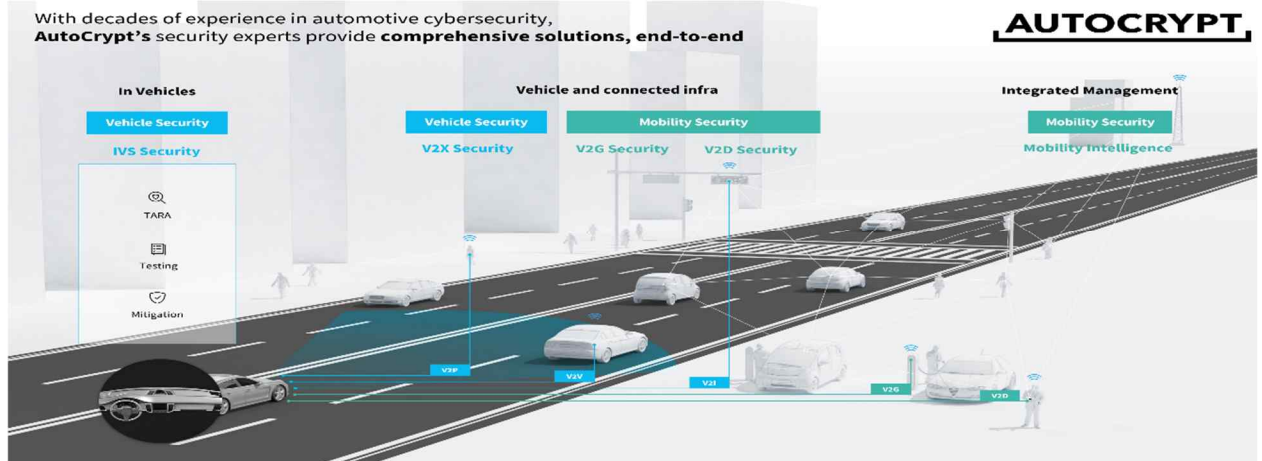 With decades of experience in automotive cybersecurity,
AutoCrypt's security experts provide comprehensive solutions, end-to-end
AUTOCRYPT
In Vehicles
Vehicle and connected infra
Integrated Management
Vehicle Security
Vehicle Security
Mobility Security
Mobility Security
IVS Security
V2X Security
V2G Security
V2D Security
Mobility Intelligence
TARA
Testing
Mitigation
V2P
V2V
V2I
V2G
V2D